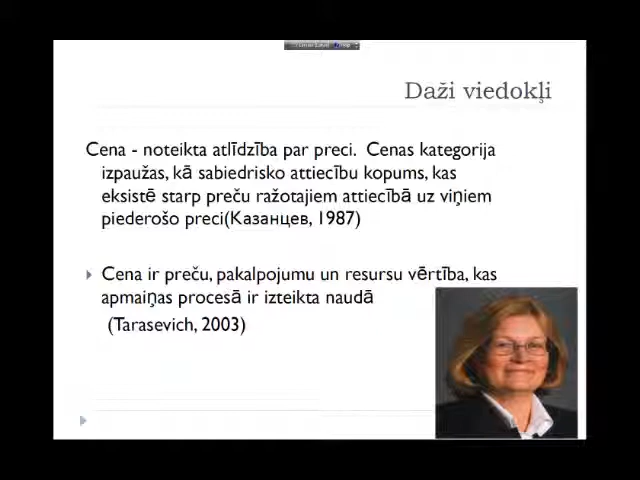 Daži viedokļi
Cena - noteikta atlīdzība par preci. Cenas kategorija
izpaužas, kā sabiedrisko attiecību kopums, kas
eksistē starp preču ražotajiem attiecībā uz viņiem
piederošo preci(Казанцев, 1987)
Cena ir preču, pakalpojumu un resursu vērtība, kas
apmaiņas procesā ir izteikta naudā
(Tarasevich, 2003)